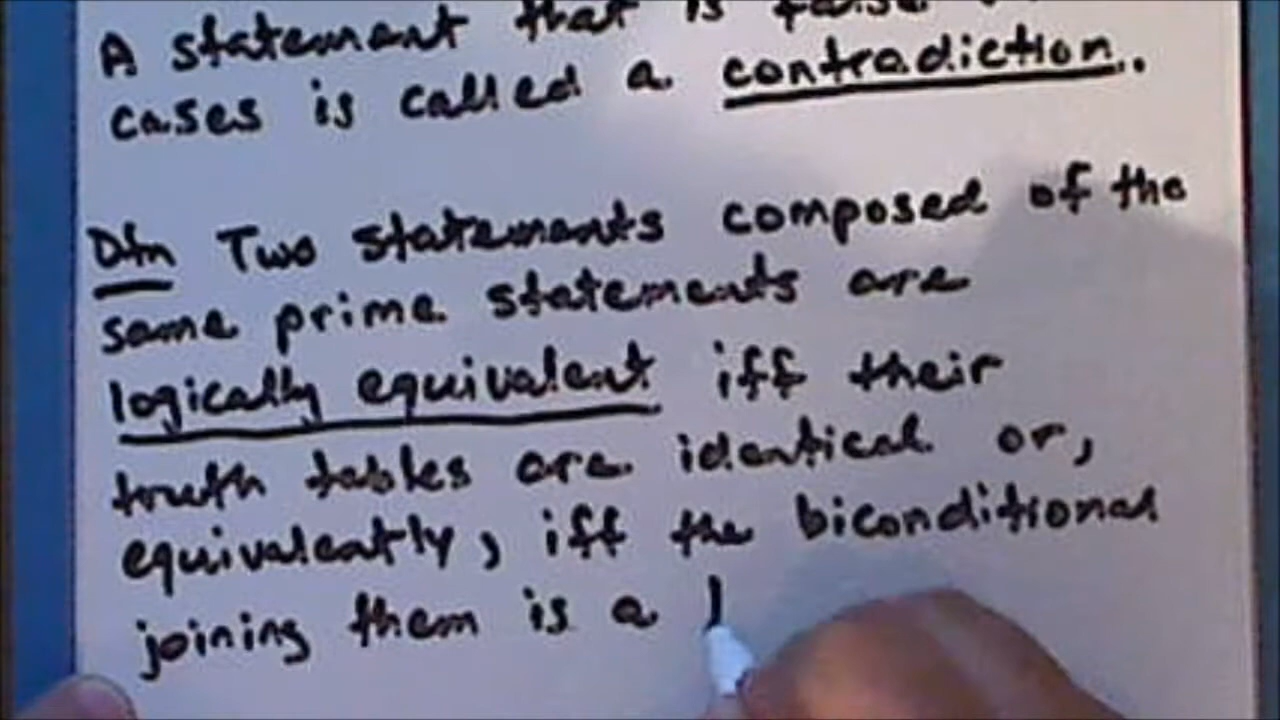 A statement that is false
cases is called a contradiction.
Dfn Two statements composed of the
same prime statements are
logically equivalent iff their
truth tables are identical or,
equivalently, iff the biconditional
joining them is a